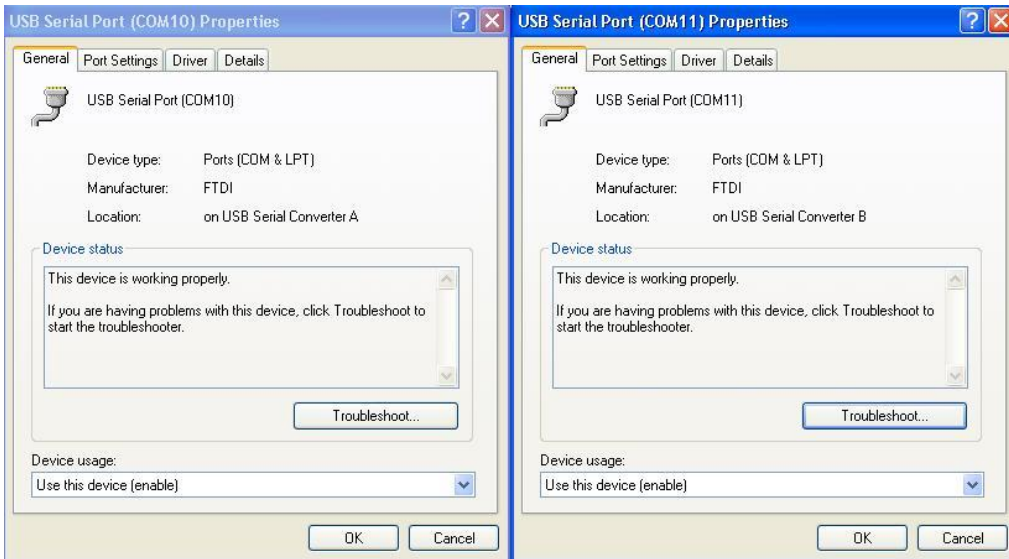 USB Serial Port (COM10) Properties
General Port Settings Driver Details
USB Serial Port (COM10)
Device type: Ports (COM & LPT)
Manufacturer: FTDI
Location: on USB Serial Converter A
Device status
This device is working properly.
If you are having problems with this device, click Troubleshoot to
start the troubleshooter.
Troubleshoot...
Device usage:
Use this device (enable)
OK Cancel
USB Serial Port (COM11) Properties
General Port Settings Driver Details
USB Serial Port (COM11)
Device type: Ports (COM & LPT)
Manufacturer: FTDI
Location: on USB Serial Converter B
Device status
This device is working properly.
If you are having problems with this device, click Troubleshoot to
start the troubleshooter.
Troubleshoot...
Device usage:
Use this device (enable)
OK Cancel